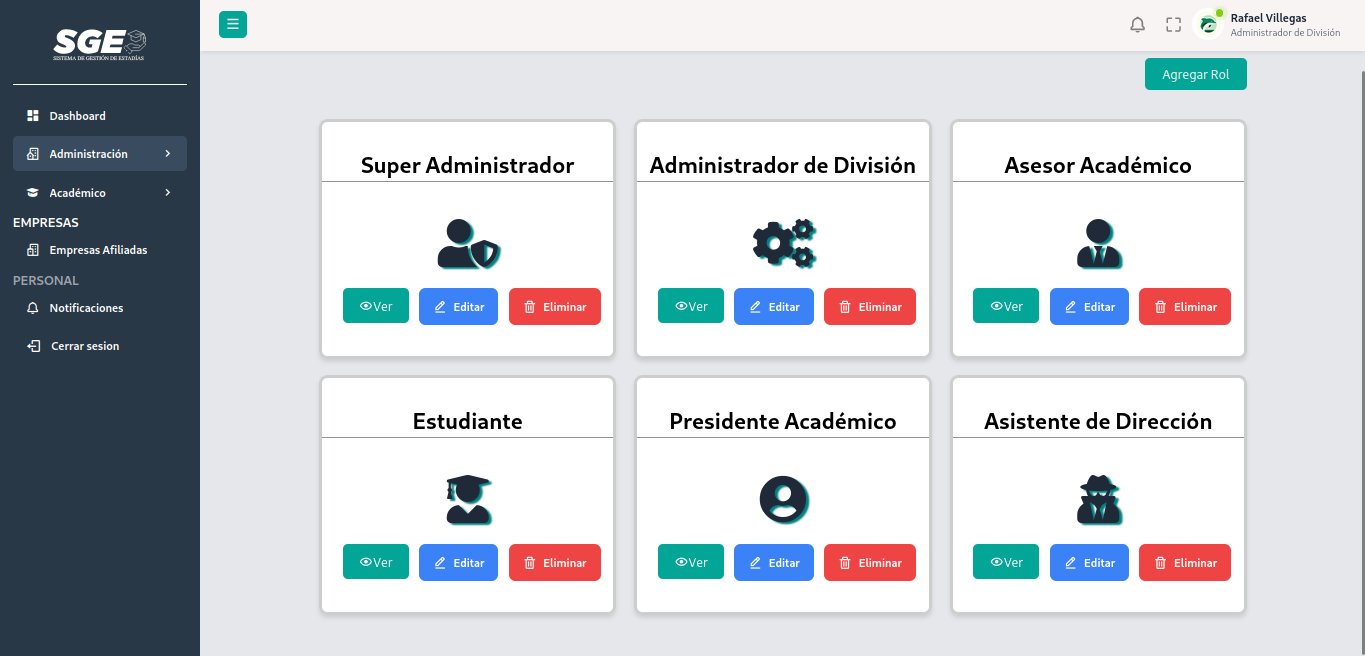 SGE
SISTEMA DE GESTIÓN DE ESTADÍAS
Dashboard
Administración
Académico
EMPRESAS
Empresas Afiliadas
PERSONAL
Notificaciones
Cerrar sesion
Rafael Villegas
Administrador de División
Agregar Rol
Super Administrador
Ver Editar Eliminar
Administrador de División
Ver Editar Eliminar
Asesor Académico
Ver Editar Eliminar
Estudiante
Ver Editar Eliminar
Presidente Académico
Ver Editar Eliminar
Asistente de Dirección
Ver Editar Eliminar